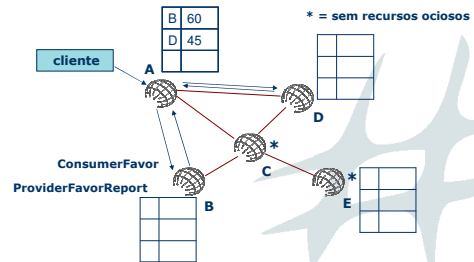 B 60
* = sem recursos ociosos
D 45
cliente
A
D
*
ConsumerFavor
C
*
ProviderFavorReport
B
E